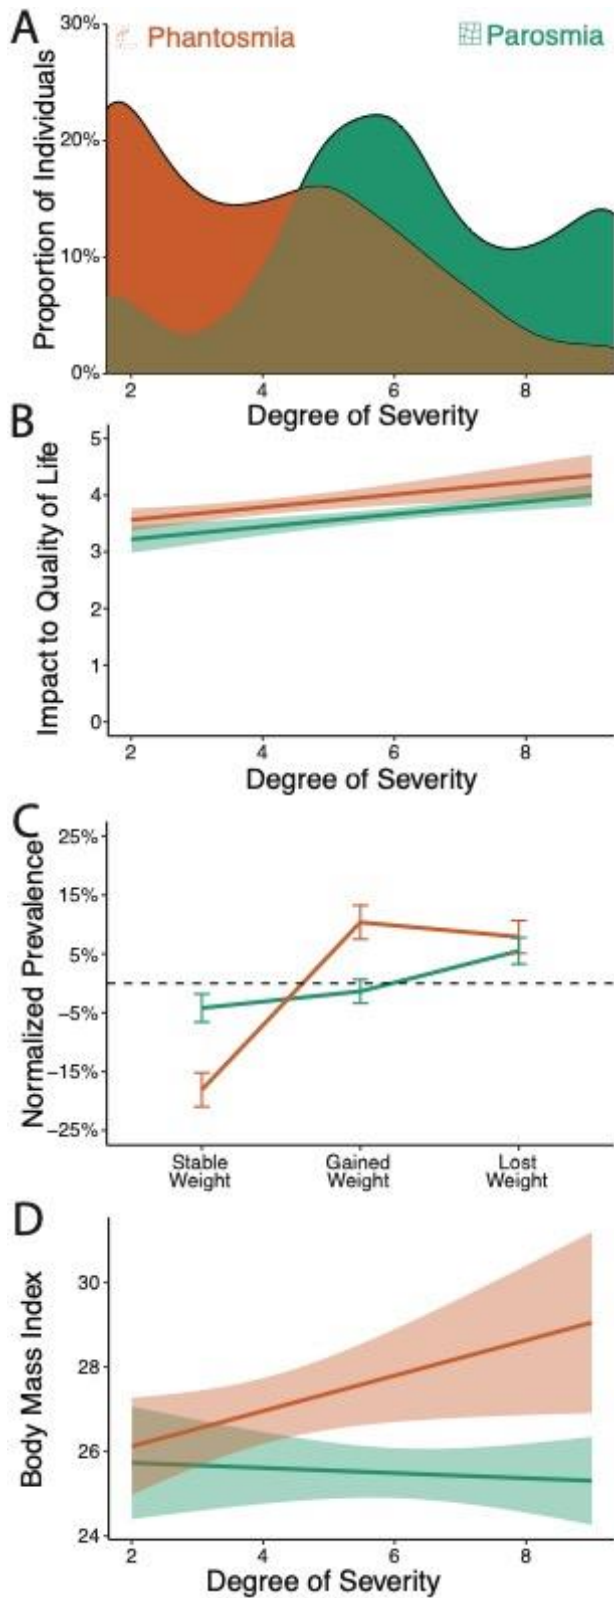 A
Phantosmia
Parosmia
Proportion of Individuals
30%
20%
10%
0%
2 4 6 8
Degree of Severity
B
Impact to Quality of Life
5
4
3
2
1
0
2 4 6 8
Degree of Severity
C
Normalized Prevalence
25%
15%
5%
−5%
−15%
−25%
Stable Gained Lost
Weight Weight Weight
D
Body Mass Index
30
28
26
24
2 4 6 8
Degree of Severity